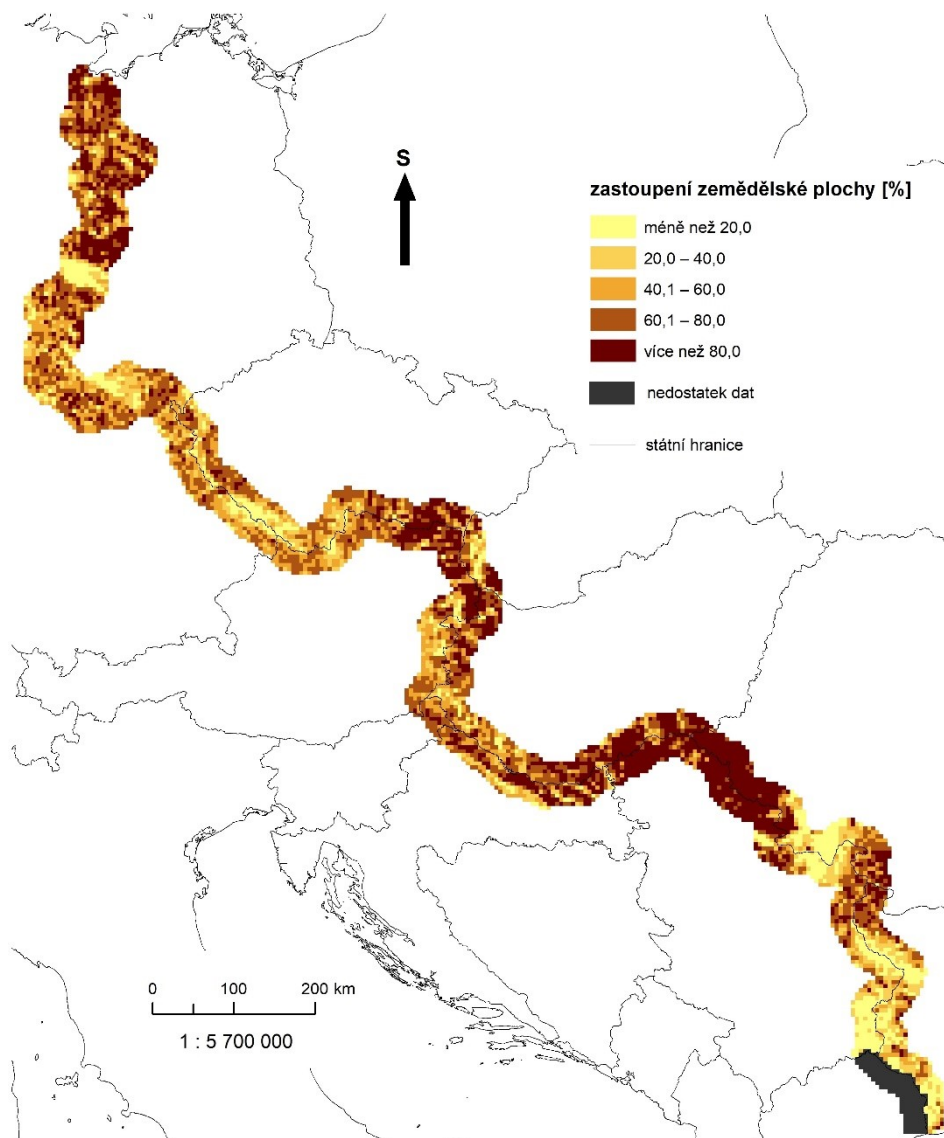 S
zastoupení zemědělské plochy [%]
méně než 20,0
20,0 – 40,0
40,1 – 60,0
60,1 – 80,0
více než 80,0
nedostatek dat
státní hranice
0 100 200 km
1 : 5 700 000